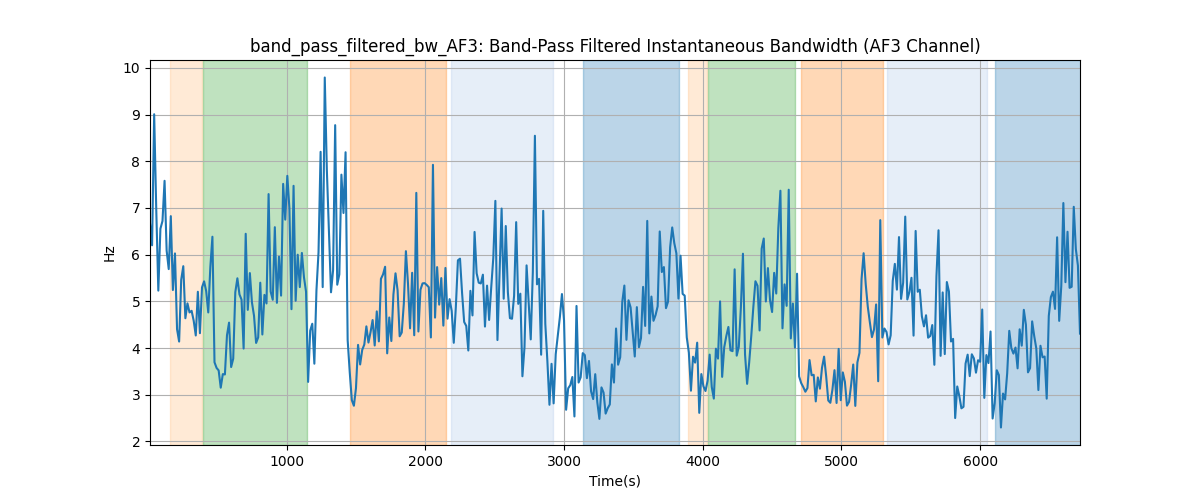 band_pass_filtered_bw_AF3: Band-Pass Filtered Instantaneous Bandwidth (AF3 Channel)
10
9
8
7
6
5
4
3
2
Hz
1000 2000 3000 4000 5000 6000
Time(s)